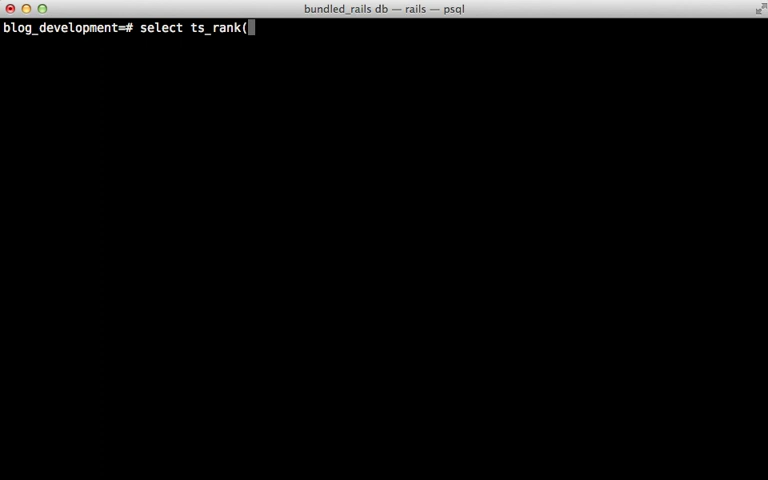 bundled_rails db — rails — psql
blog_development=# select ts_rank(